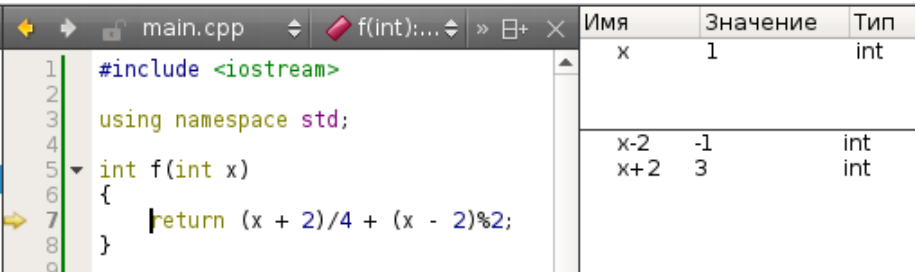 main.cpp f(int):... »
Имя Значение Тип
x 1 int
x-2 -1 int
x+2 3 int
1 #include <iostream>
2
3 using namespace std;
4
5 int f(int x)
6 {
7 return (x + 2)/4 + (x - 2)%2;
8 }
9